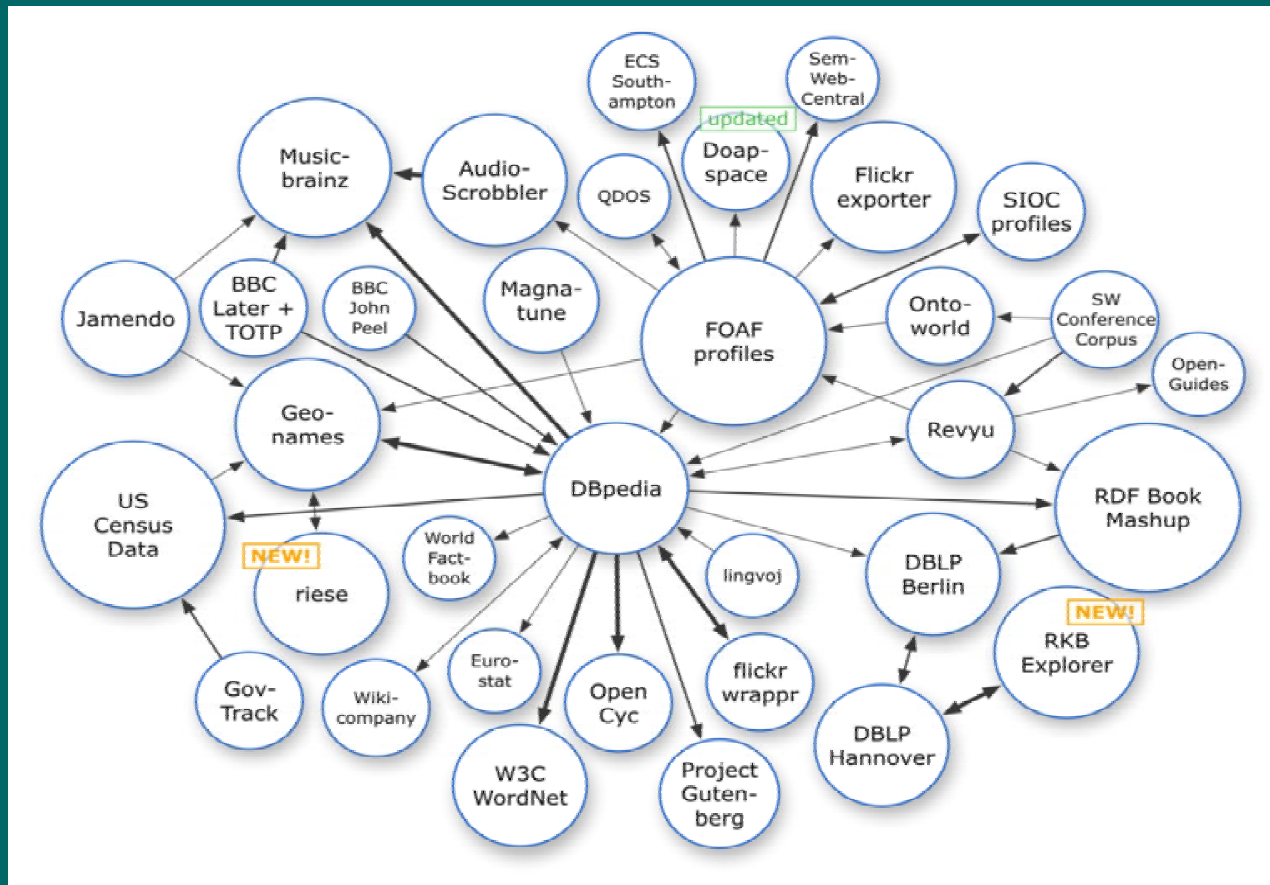 ECS
South-
ampton
Sem-
Web-
Central
updated
Doap-
space
Music-
brainz
Audio-
Scrobbler
QDOS
Flickr
exporter
SIOC
profiles
Jamendo
BBC
Later +
TOTP
BBC
John
Peel
Magna-
tune
FOAF
profiles
Onto-
world
SW
Conference
Corpus
Open-
Guides
Geo-
names
Revyu
DBpedia
US
Census
Data
RDF Book
Mashup
NEW!
riese
World
Fact-
book
lingvoj
DBLP
Berlin
NEW!
RKB
Explorer
Gov-
Track
Wiki-
company
Euro-
stat
Open
Cyc
flickr
wrappr
DBLP
Hannover
W3C
WordNet
Project
Guten-
berg